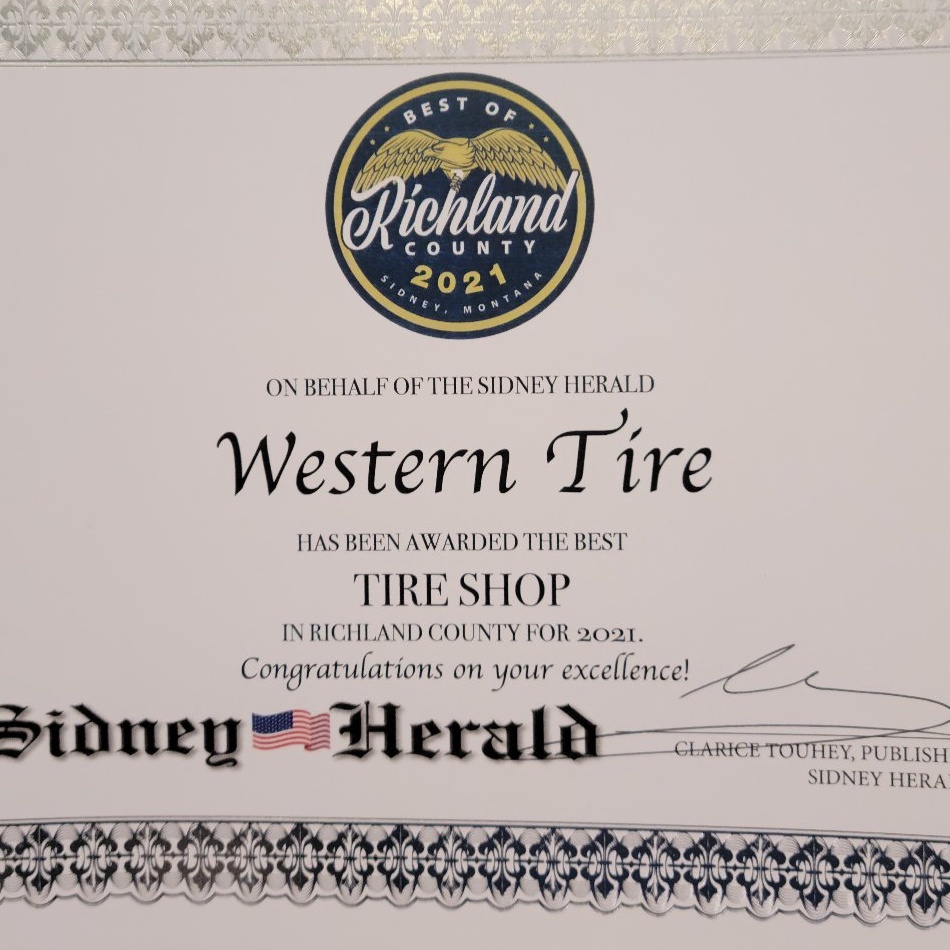 BEST OF
Richland
COUNTY
2021
SIDNEY, MONTANA
ON BEHALF OF THE SIDNEY HERALD
Western Tire
HAS BEEN AWARDED THE BEST
TIRE SHOP
IN RICHLAND COUNTY FOR 2021.
Congratulations on your excellence!
Sidney Herald
CLARICE TOUHEY, PUBLISH
SIDNEY HERA